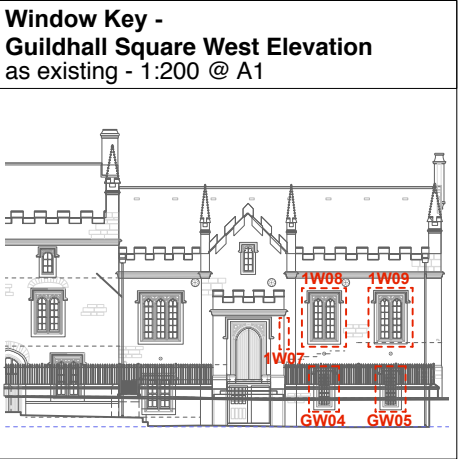 Window Key -
Guildhall Square West Elevation
as existing - 1:200 @ A1
1W08 1W09
1W07
GW04 GW05